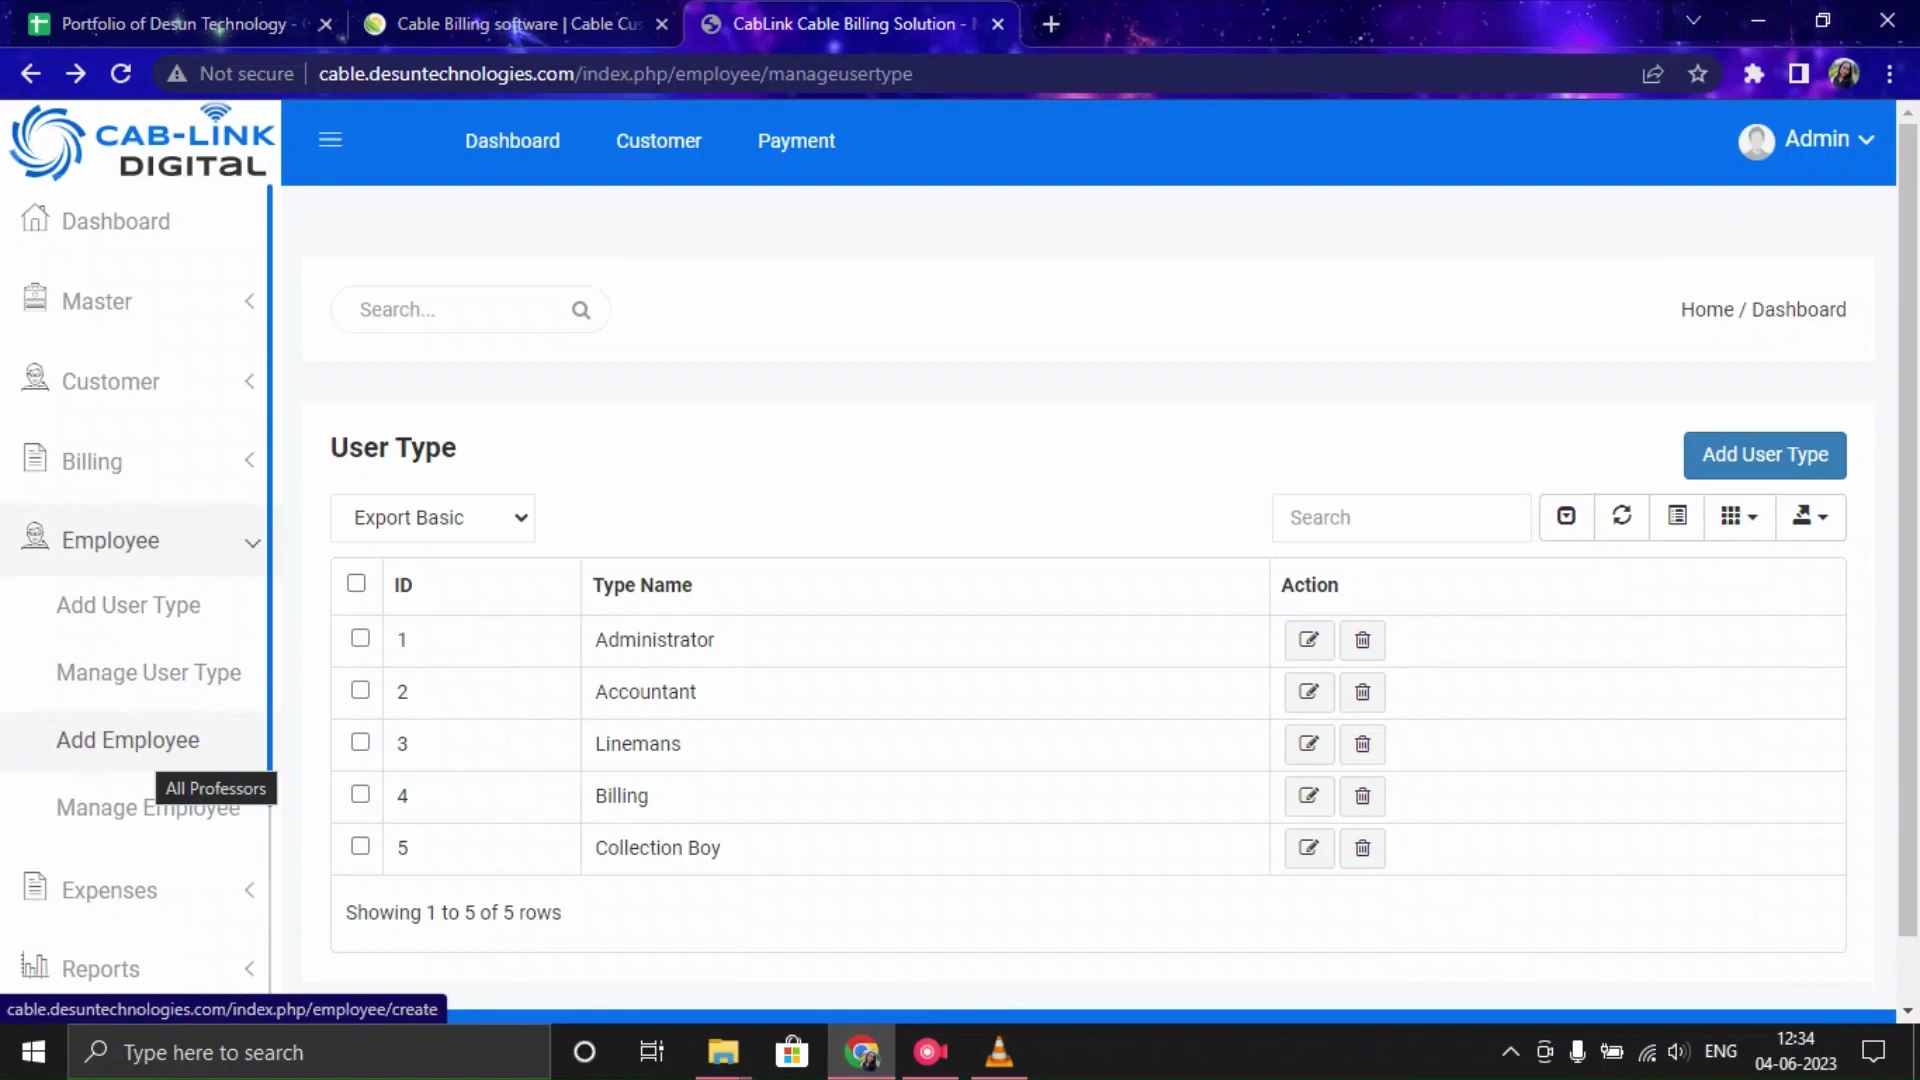 Portfolio of Desun Technology -
Cable Billing software | Cable Cus
CabLink Cable Billing Solution -
Not secure
cable.desuntechnologies.com/index.php/employee/manageusertype
CAB-LINK
DIGITAL
Dashboard
Customer
Payment
Admin
Dashboard
Master
Customer
Billing
Employee
Add User Type
Manage User Type
Add Employee
All Professors
Manage Employee
Expenses
Reports
Search...
Home / Dashboard
User Type
Add User Type
Export Basic
Search
ID Type Name Action
1 Administrator
2 Accountant
3 Linemans
4 Billing
5 Collection Boy
Showing 1 to 5 of 5 rows
cable.desuntechnologies.com/index.php/employee/create
Type here to search
ENG
12:34
04-06-2023